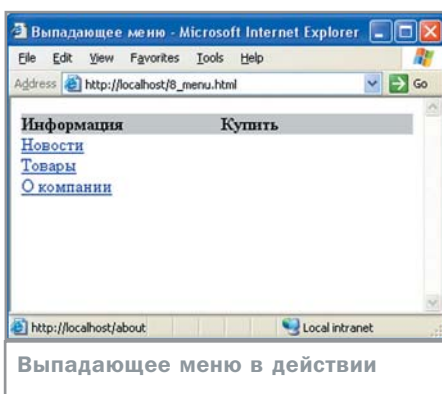 Выпадающее меню - Microsoft Internet Explorer
File Edit View Favorites Tools Help
Address http://localhost/8_menu.html Go
Информация Купить
Новости
Товары
О компании
http://localhost/about Local intranet
Выпадающее меню в действии